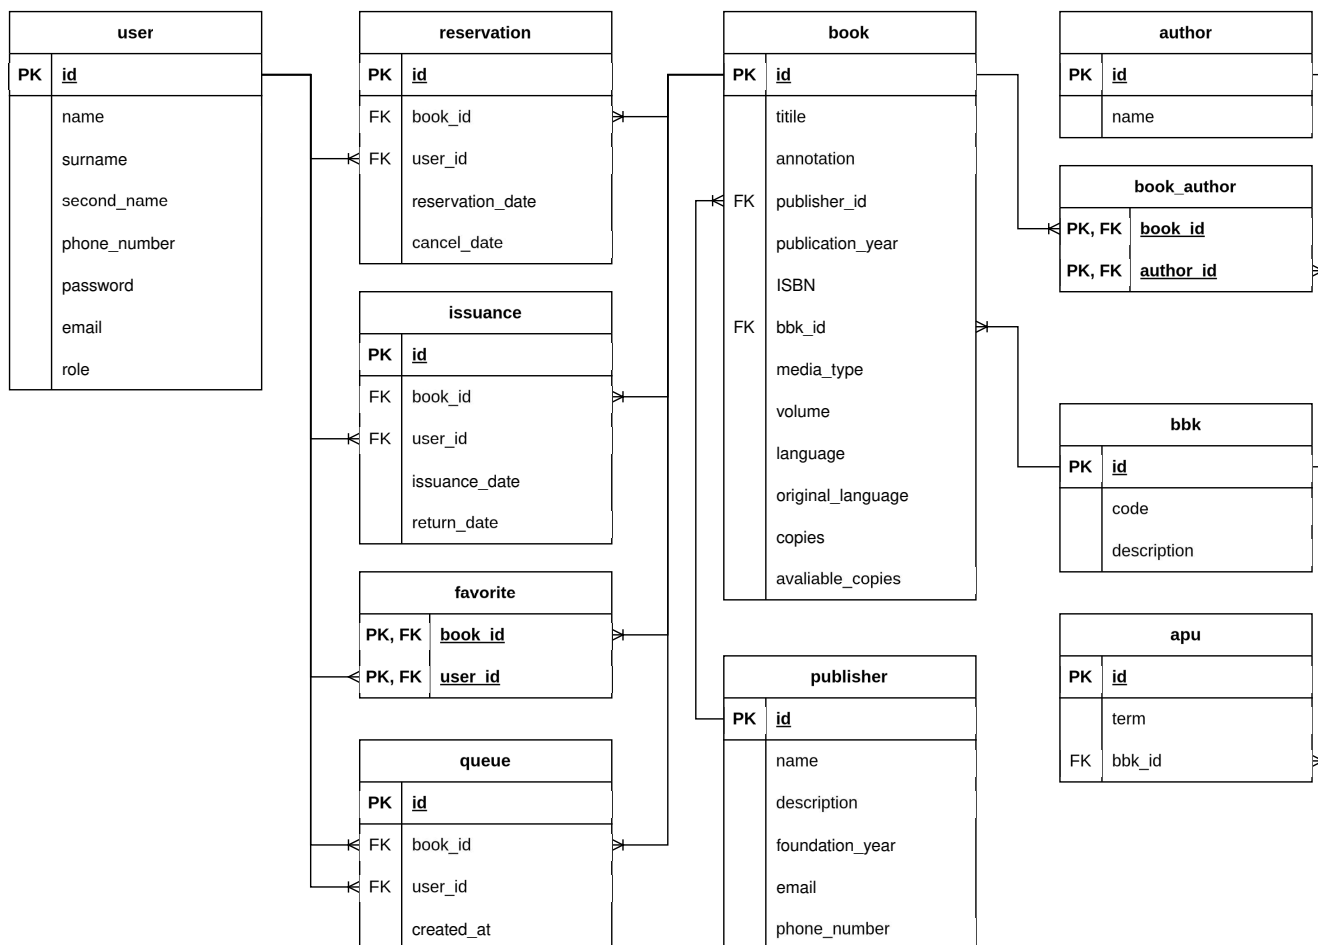 user
PK id
name
surname
second_name
phone_number
password
email
role
reservation
PK id
FK book_id
FK user_id
reservation_date
cancel_date
issuance
PK id
FK book_id
FK user_id
issuance_date
return_date
favorite
PK, FK book_id
PK, FK user_id
queue
PK id
FK book_id
FK user_id
created_at
book
PK id
titile
annotation
FK publisher_id
publication_year
ISBN
FK bbk_id
media_type
volume
language
original_language
copies
avaliable_copies
publisher
PK id
name
description
foundation_year
email
phone_number
author
PK id
name
book_author
PK, FK book_id
PK, FK author_id
bbk
PK id
code
description
apu
PK id
term
FK bbk_id